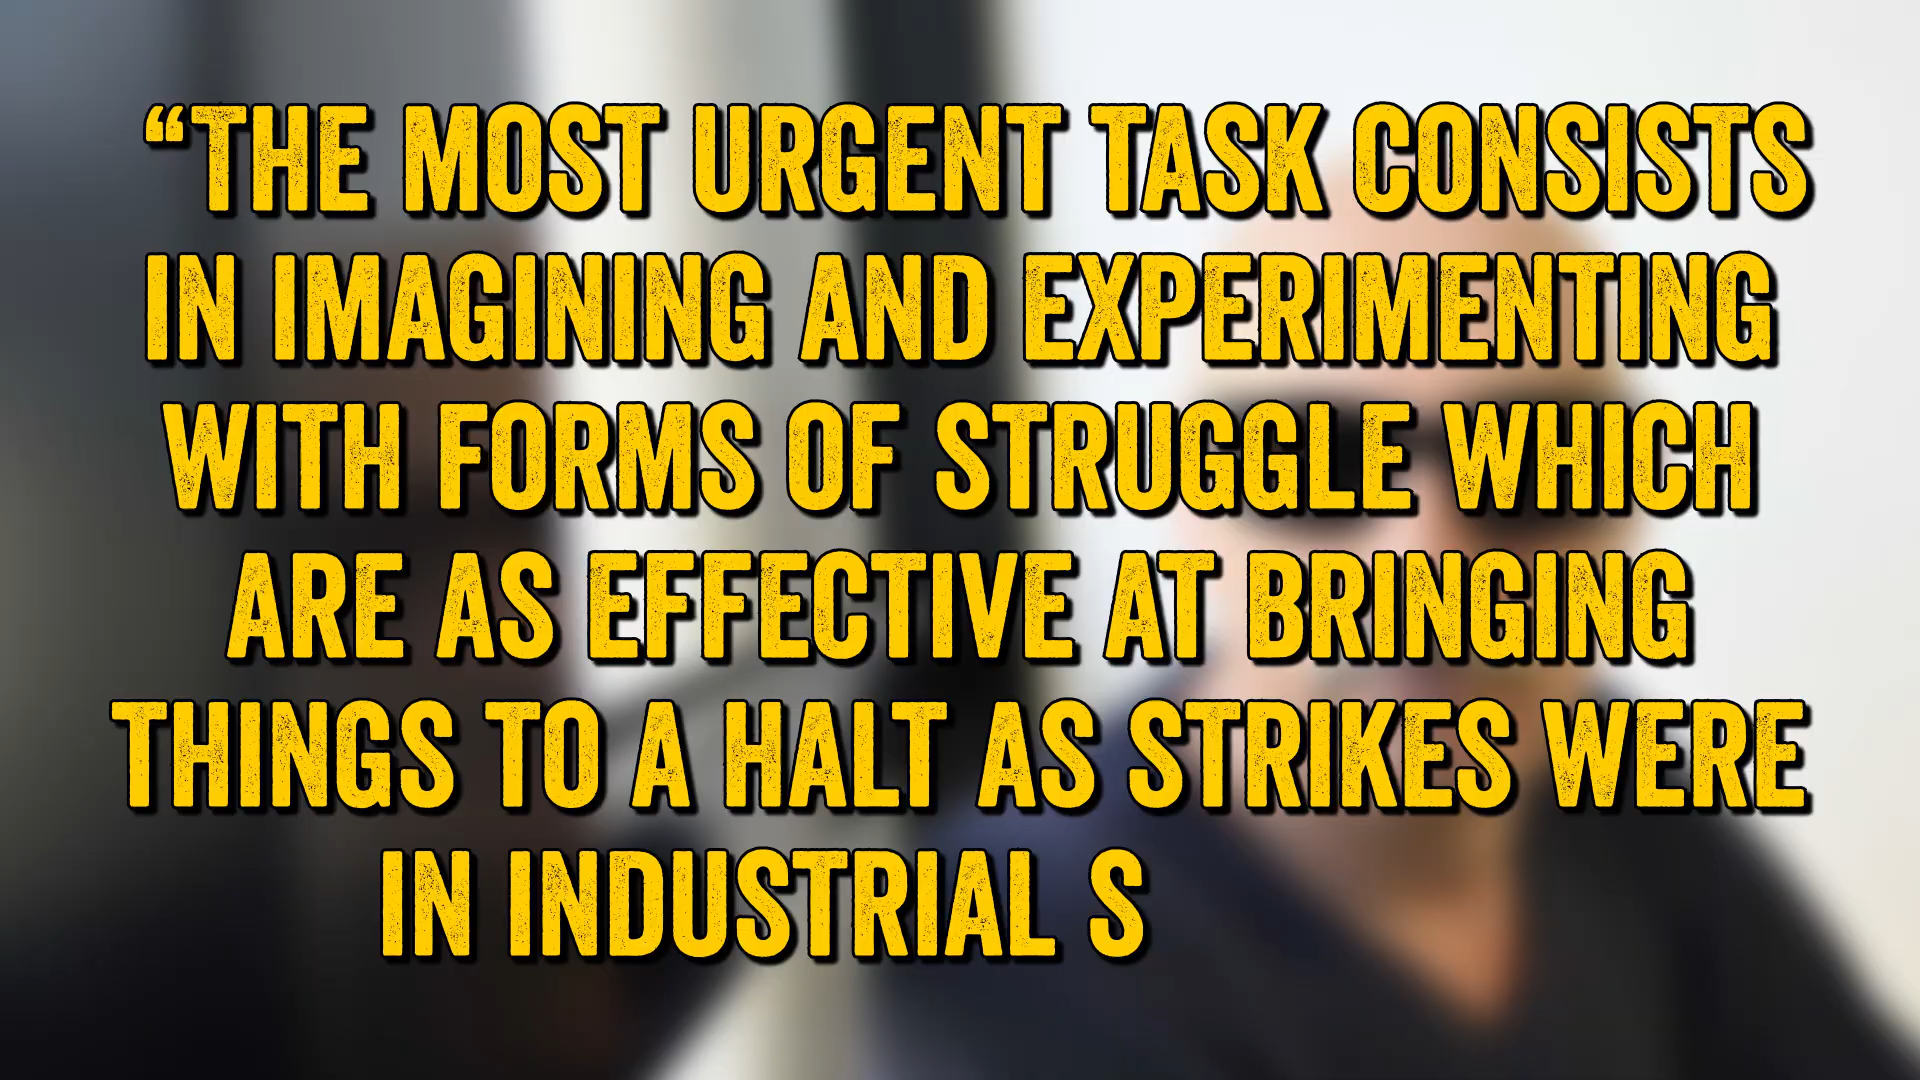 “THE MOST URGENT TASK CONSISTS
IN IMAGINING AND EXPERIMENTING
WITH FORMS OF STRUGGLE WHICH
ARE AS EFFECTIVE AT BRINGING
THINGS TO A HALT AS STRIKES WERE
IN INDUSTRIAL S